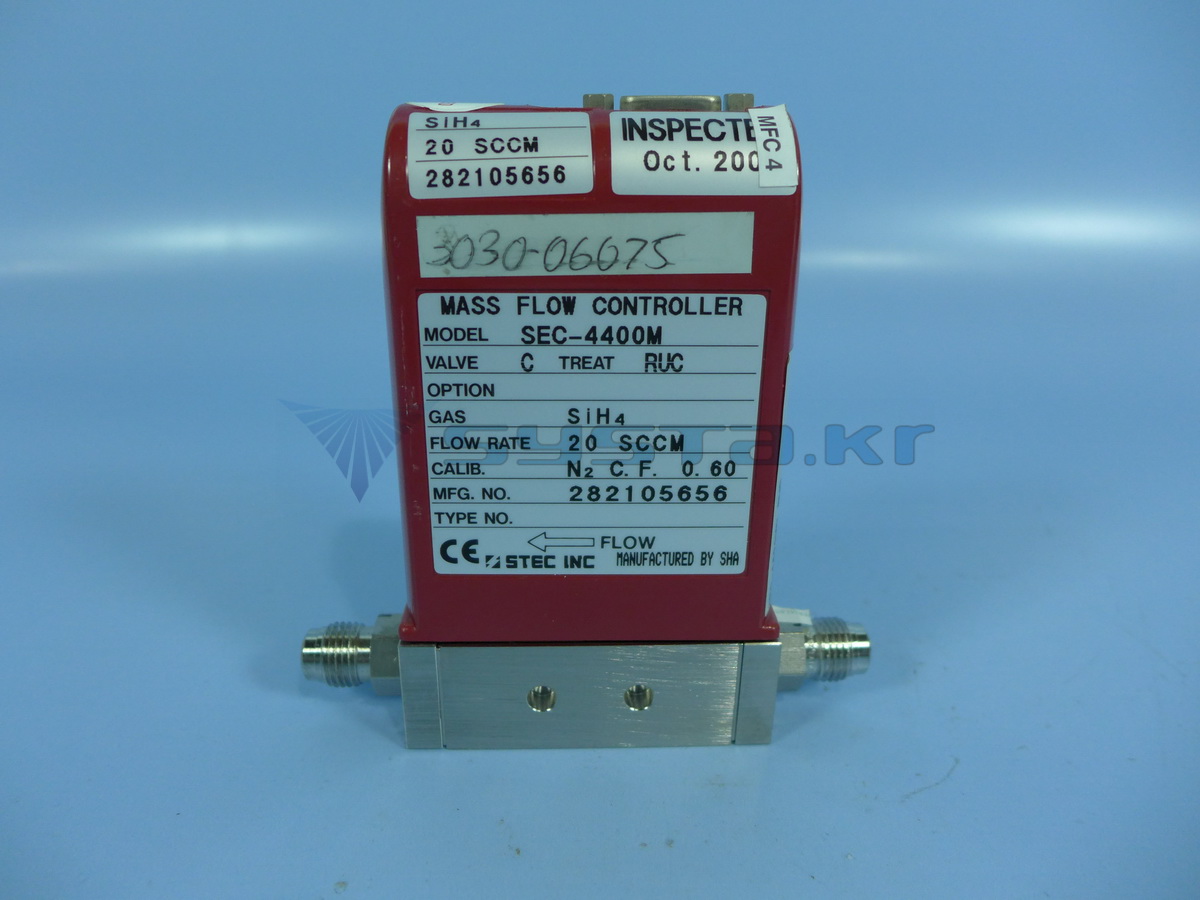 SiH₄
20 SCCM
282105656
INSPECTE
Oct. 200
MFC 4
3030-06075
MASS FLOW CONTROLLER
MODEL SEC-4400M
VALVE C TREAT RUC
OPTION
GAS SiH₄
FLOW RATE 20 SCCM
CALIB. N₂ C.F. 0.60
MFG. NO. 282105656
TYPE NO.
FLOW
CE STEC INC MANUFACTURED BY SHA
systa.kr